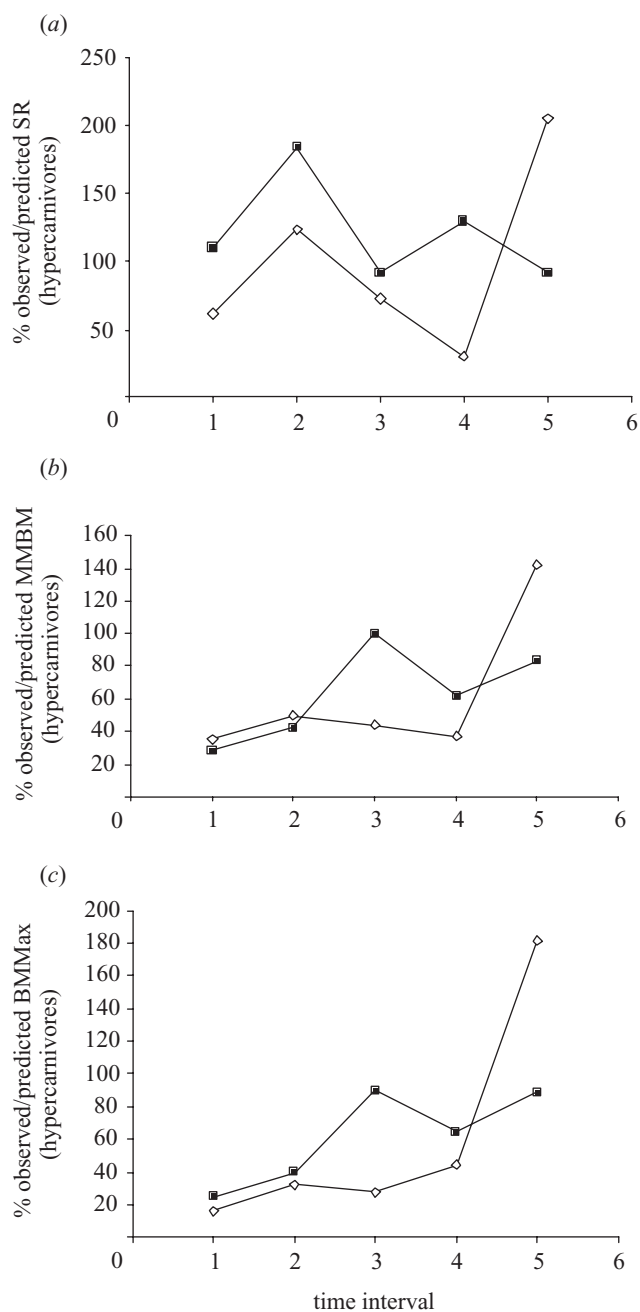 (a)
% observed/predicted SR
(hypercarnivores)
250
200
150
100
50
0
1 2 3 4 5 6
(b)
% observed/predicted MMBM
(hypercarnivores)
160
140
120
100
80
60
40
20
0
1 2 3 4 5 6
(c)
% observed/predicted BMMax
(hypercarnivores)
200
180
160
140
120
100
80
60
40
20
0
1 2 3 4 5 6
time interval